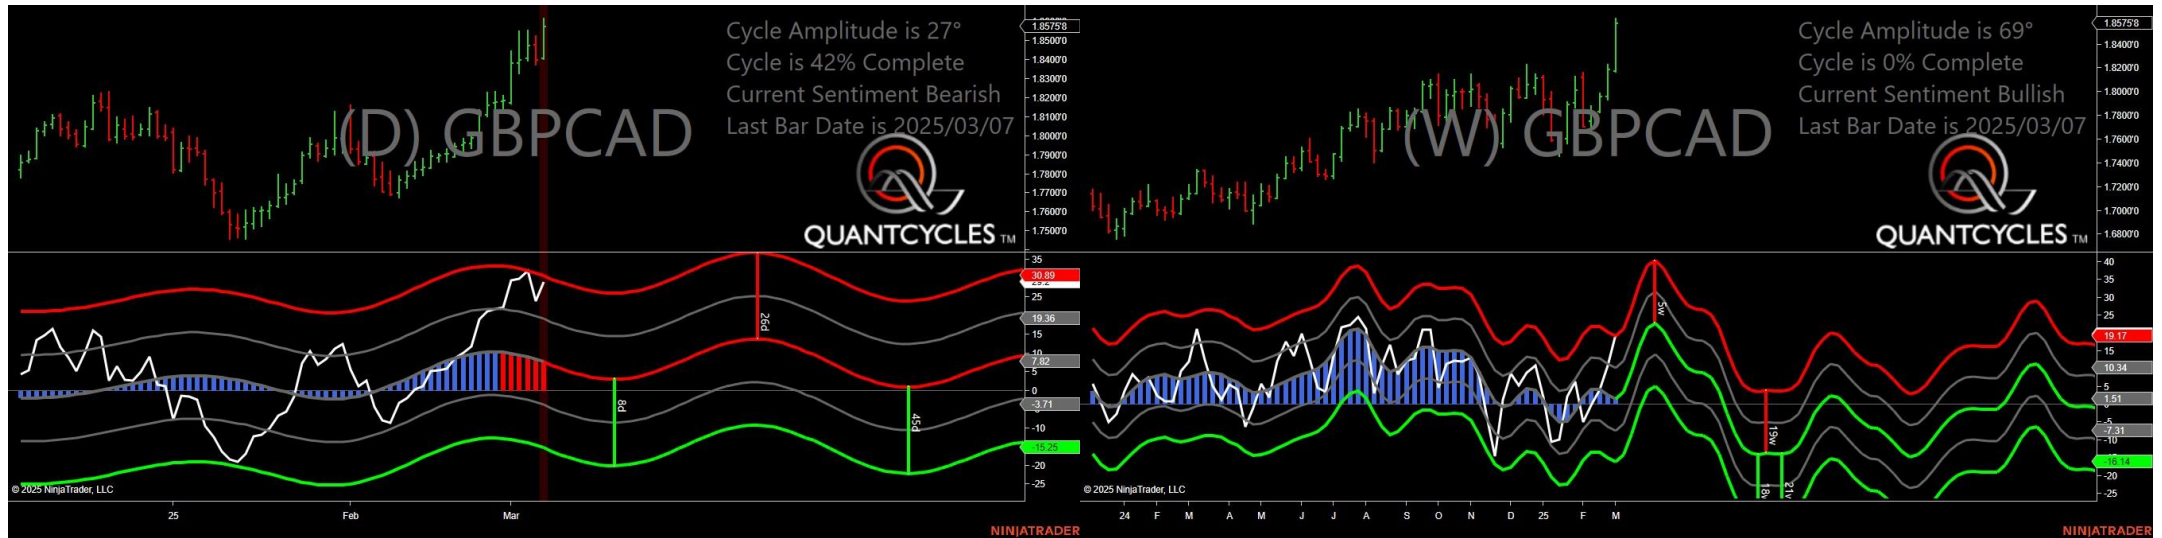 Cycle Amplitude is 27°
Cycle is 42% Complete
Current Sentiment Bearish
Last Bar Date is 2025/03/07
(D) GBPCAD
QUANTCYCLES TM
1.8575'8
1.8500'0
1.8400'0
1.8300'0
1.8200'0
1.8100'0
1.8000'0
1.7900'0
1.7800'0
1.7700'0
1.7600'0
1.7500'0
35
30.89
29.2
25
19.36
15
10
7.82
5
0
-3.71
-10
-15.25
-20
-25
26d
8d
45d
© 2025 NinjaTrader, LLC
25
Feb
Mar
NINJATRADER
Cycle Amplitude is 69°
Cycle is 0% Complete
Current Sentiment Bullish
Last Bar Date is 2025/03/07
(W) GBPCAD
QUANTCYCLES TM
1.8575'8
1.8400'0
1.8200'0
1.8000'0
1.7800'0
1.7600'0
1.7400'0
1.7200'0
1.7000'0
1.6800'0
40
35
30
25
19.17
15
10.34
5
1.51
-7.31
-10
-16.14
-20
-25
5w
19w
© 2025 NinjaTrader, LLC
24 F M A M J J A S O N D 25 F M
NINJATRADER